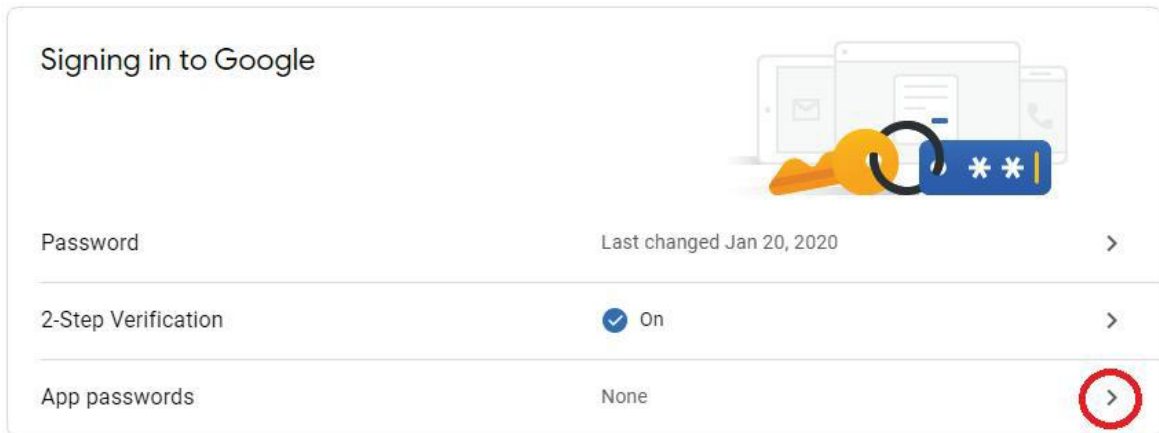 Signing in to Google
**
Password Last changed Jan 20, 2020
2-Step Verification On
App passwords None